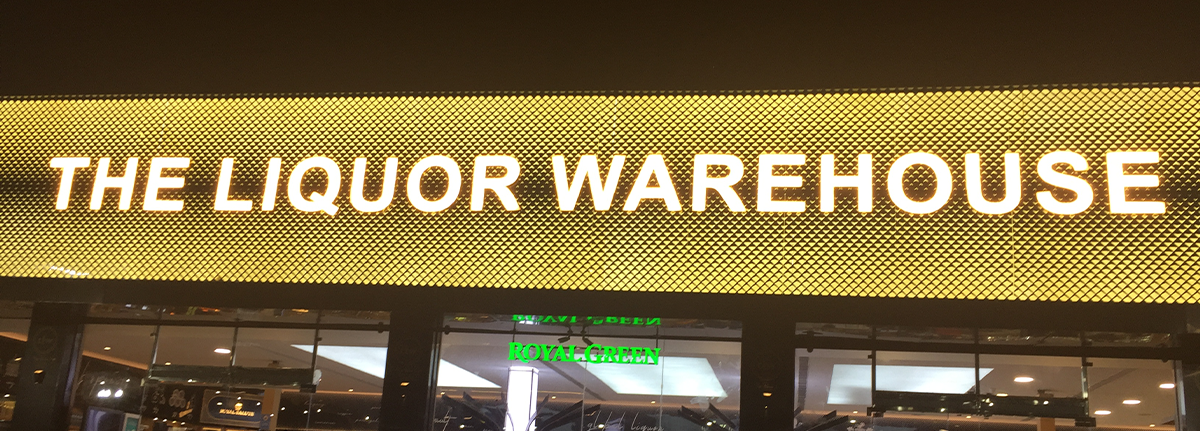 THE LIQUOR WAREHOUSE
ROYAL GREEN